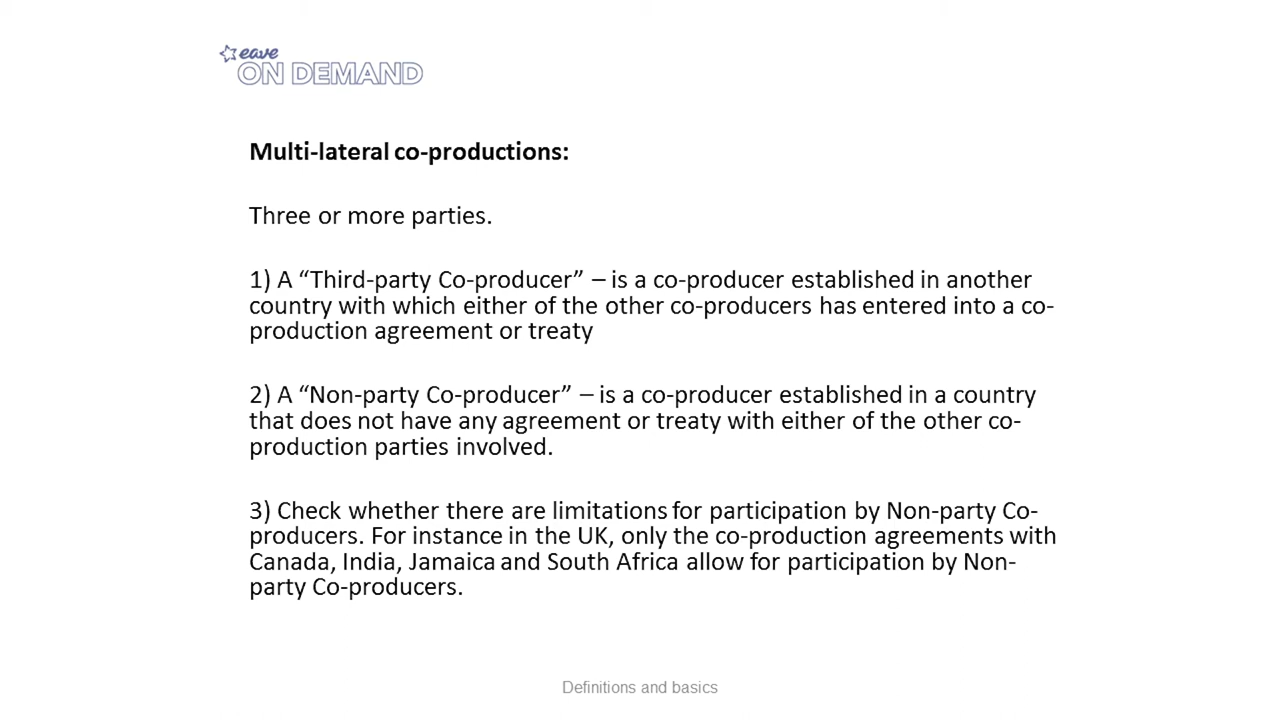 eave
ON DEMAND
Multi-lateral co-productions:
Three or more parties.
1) A “Third-party Co-producer” – is a co-producer established in another
country with which either of the other co-producers has entered into a co-
production agreement or treaty
2) A “Non-party Co-producer” – is a co-producer established in a country
that does not have any agreement or treaty with either of the other co-
production parties involved.
3) Check whether there are limitations for participation by Non-party Co-
producers. For instance in the UK, only the co-production agreements with
Canada, India, Jamaica and South Africa allow for participation by Non-
party Co-producers.
Definitions and basics